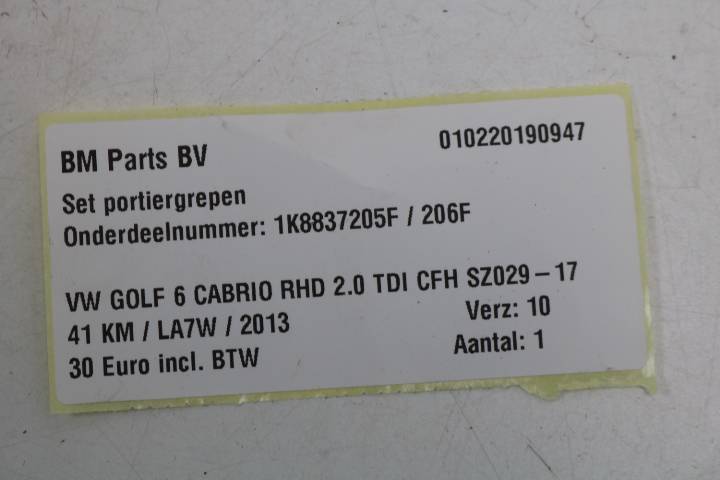 BM Parts BV 010220190947
Set portiergrepen
Onderdeelnummer: 1K8837205F / 206F
VW GOLF 6 CABRIO RHD 2.0 TDI CFH SZ029 – 17
41 KM / LA7W / 2013 Verz: 10
30 Euro incl. BTW Aantal: 1